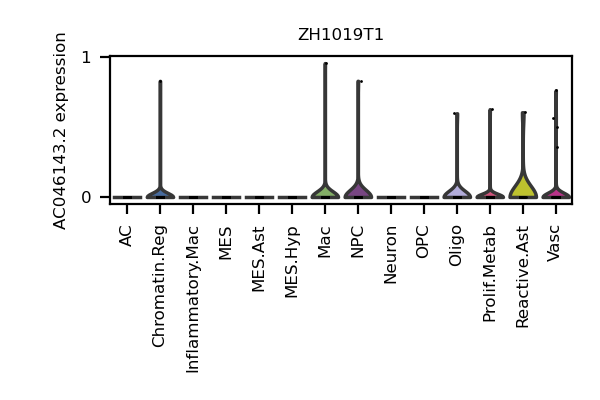 ZH1019T1
AC046143.2 expression
1
0
AC
Chromatin.Reg
Inflammatory.Mac
MES
MES.Ast
MES.Hyp
Mac
NPC
Neuron
OPC
Oligo
Prolif.Metab
Reactive.Ast
Vasc